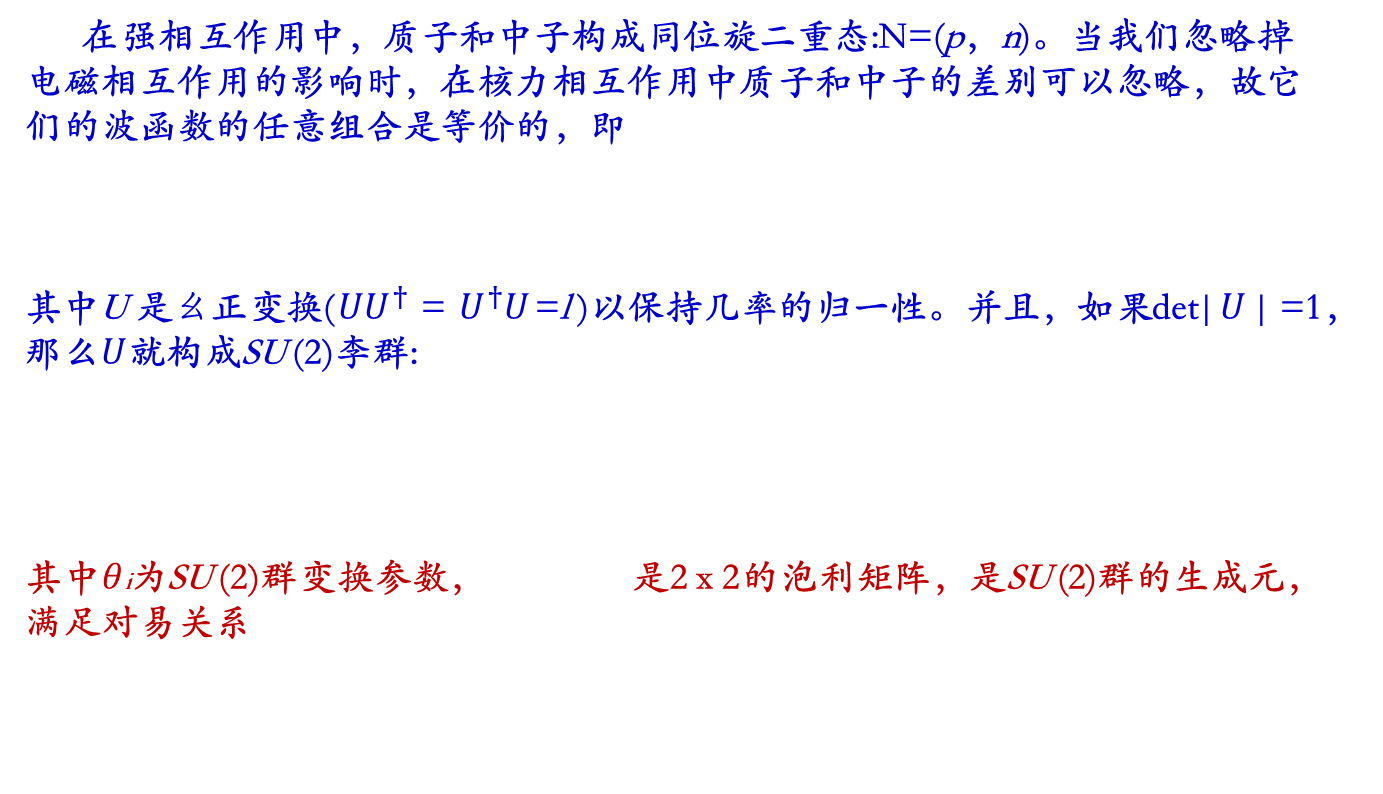 在强相互作用中，质子和中子构成同位旋二重态:N=(p，n)。当我们忽略掉
电磁相互作用的影响时，在核力相互作用中质子和中子的差别可以忽略，故它
们的波函数的任意组合是等价的，即
其中U是幺正变换(UU† = U†U=1)以保持几率的归一性。并且，如果det| U | =1，
那么U就构成SU(2)李群:
其中θᵢ为SU(2)群变换参数， 是2 x 2的泡利矩阵，是SU(2)群的生成元，
满足对易关系